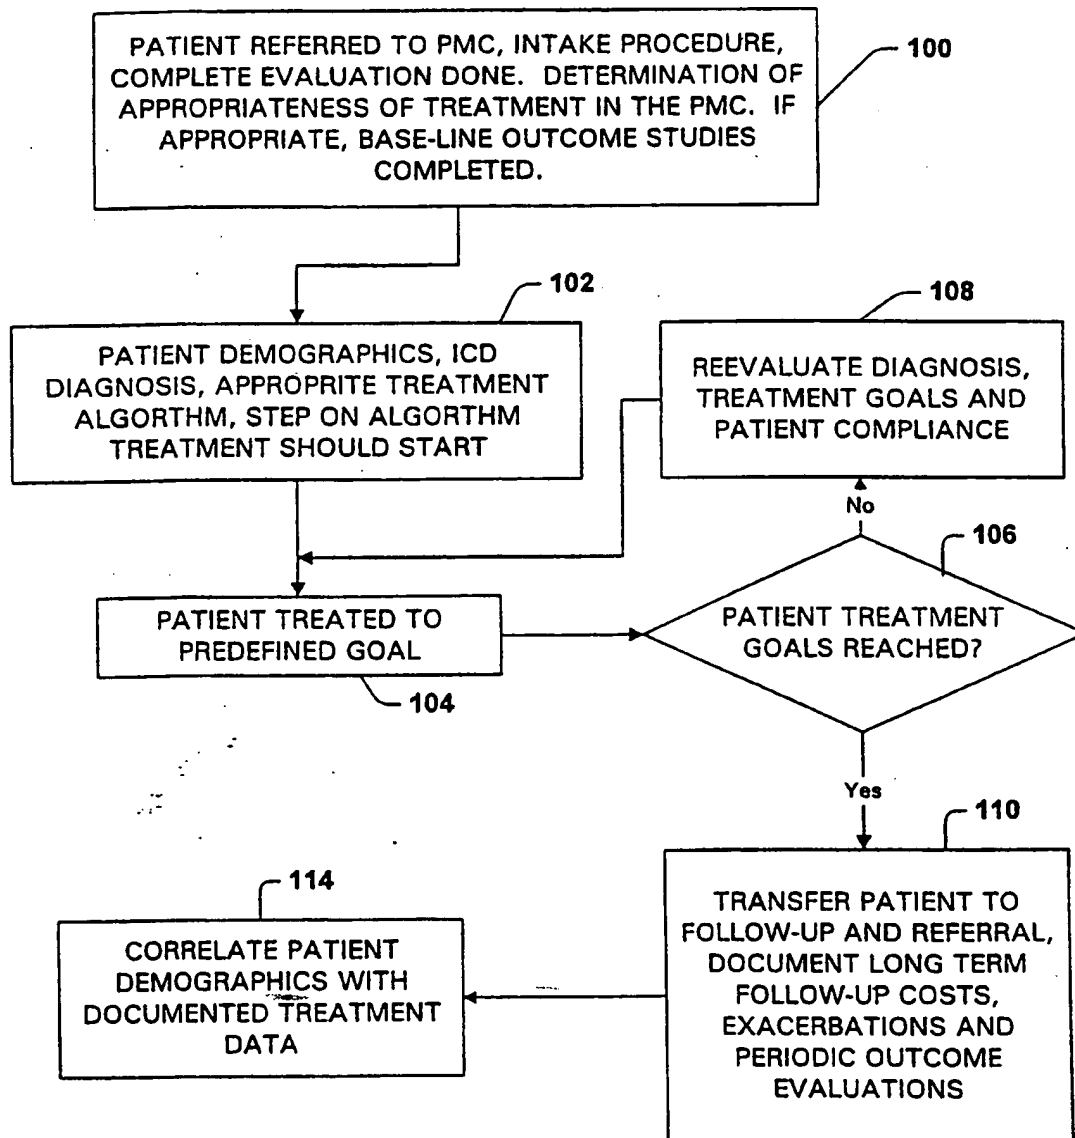 PATIENT REFERRED TO PMC, INTAKE PROCEDURE,
COMPLETE EVALUATION DONE. DETERMINATION OF
APPROPRIATENESS OF TREATMENT IN THE PMC. IF
APPROPRIATE, BASE-LINE OUTCOME STUDIES
COMPLETED.
100
102
PATIENT DEMOGRAPHICS, ICD
DIAGNOSIS, APPROPRITE TREATMENT
ALGORTHM, STEP ON ALGORTHM
TREATMENT SHOULD START
108
REEVALUATE DIAGNOSIS,
TREATMENT GOALS AND
PATIENT COMPLIANCE
No
106
PATIENT TREATED TO
PREDEFINED GOAL
104
PATIENT TREATMENT
GOALS REACHED?
Yes
110
TRANSFER PATIENT TO
FOLLOW-UP AND REFERRAL,
DOCUMENT LONG TERM
FOLLOW-UP COSTS,
EXACERBATIONS AND
PERIODIC OUTCOME
EVALUATIONS
114
CORRELATE PATIENT
DEMOGRAPHICS WITH
DOCUMENTED TREATMENT
DATA